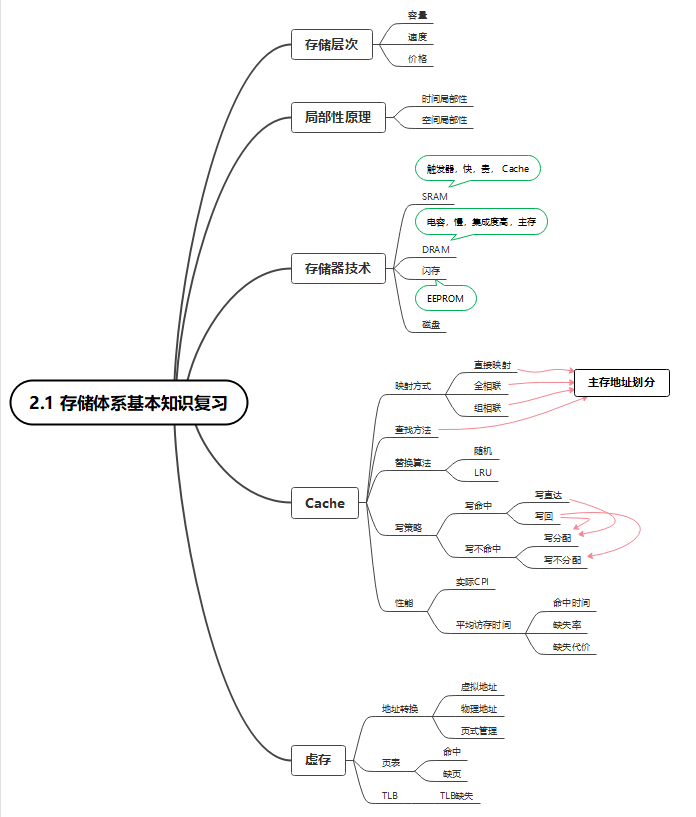 2.1 存储体系基本知识复习
存储层次
容量
速度
价格
局部性原理
时间局部性
空间局部性
存储器技术
触发器，快，贵， Cache
SRAM
电容，慢，集成度高，主存
DRAM
闪存
EEPROM
磁盘
Cache
映射方式
直接映射
全相联
组相联
主存地址划分
查找方法
替换算法
随机
LRU
写策略
写命中
写直达
写回
写不命中
写分配
写不分配
性能
实际CPI
平均访存时间
命中时间
缺失率
缺失代价
虚存
地址转换
虚拟地址
物理地址
页式管理
页表
命中
缺页
TLB
TLB缺失